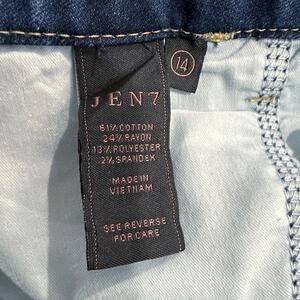 JEN7
14
61% COTTON
24% RAYON
13% POLYESTER
2% SPANDEX
MADE IN
VIETNAM
SEE REVERSE
FOR CARE